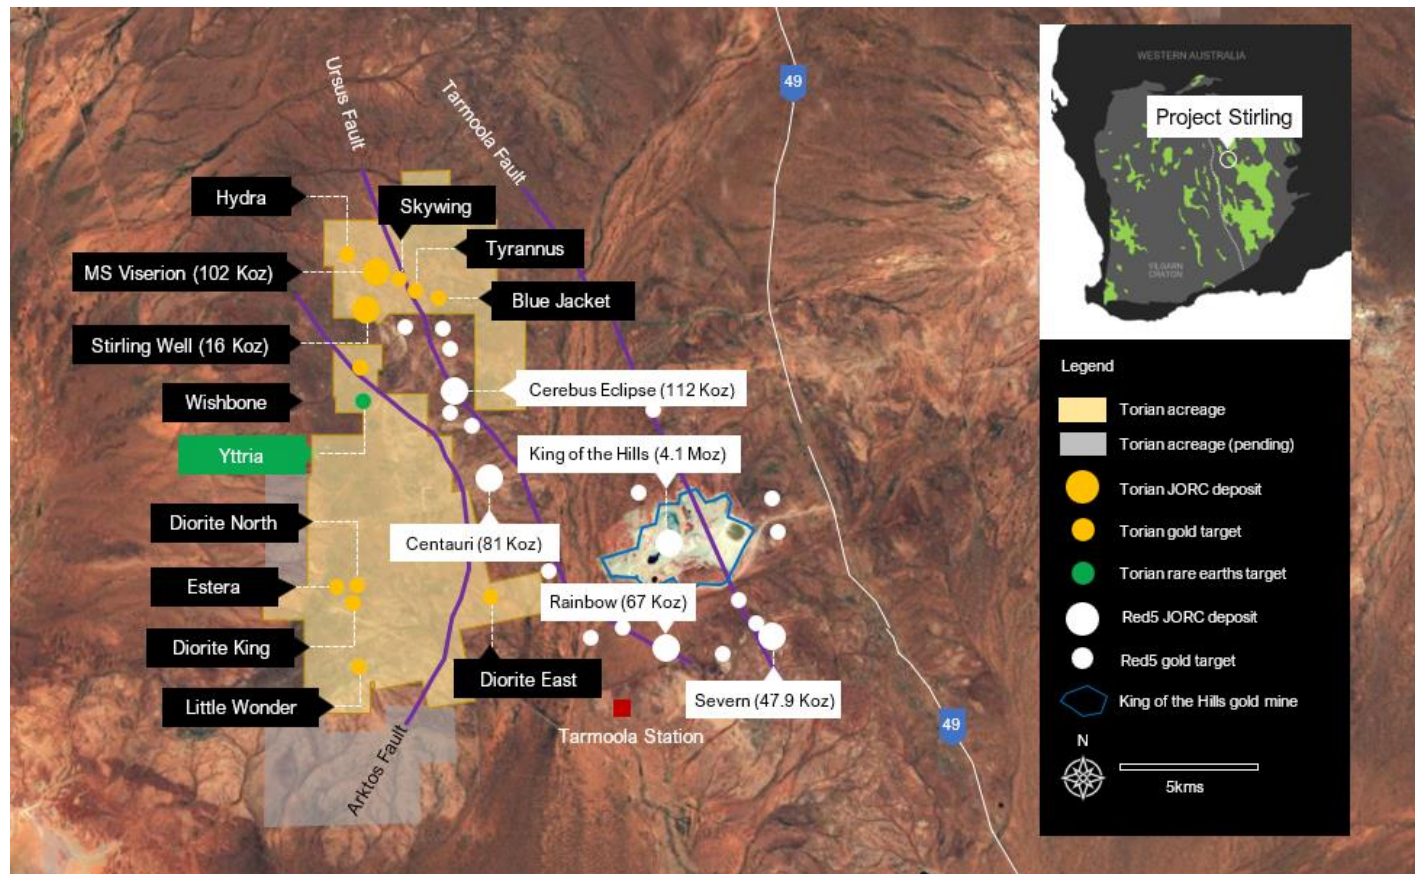 Ursus Fault
Tarmoola Fault
49
Hydra
Skywing
Tyrannus
MS Viserion (102 Koz)
Blue Jacket
Stirling Well (16 Koz)
Cerebus Eclipse (112 Koz)
Wishbone
Yttria
King of the Hills (4.1 Moz)
Diorite North
Centauri (81 Koz)
Estera
Rainbow (67 Koz)
Diorite King
Diorite East
Little Wonder
Severn (47.9 Koz)
49
Tarmoola Station
Arktos Fault
WESTERN AUSTRALIA
Project Stirling
YILGARN
CRATON
Legend
Torian acreage
Torian acreage (pending)
Torian JORC deposit
Torian gold target
Torian rare earths target
Red5 JORC deposit
Red5 gold target
King of the Hills gold mine
N
5kms